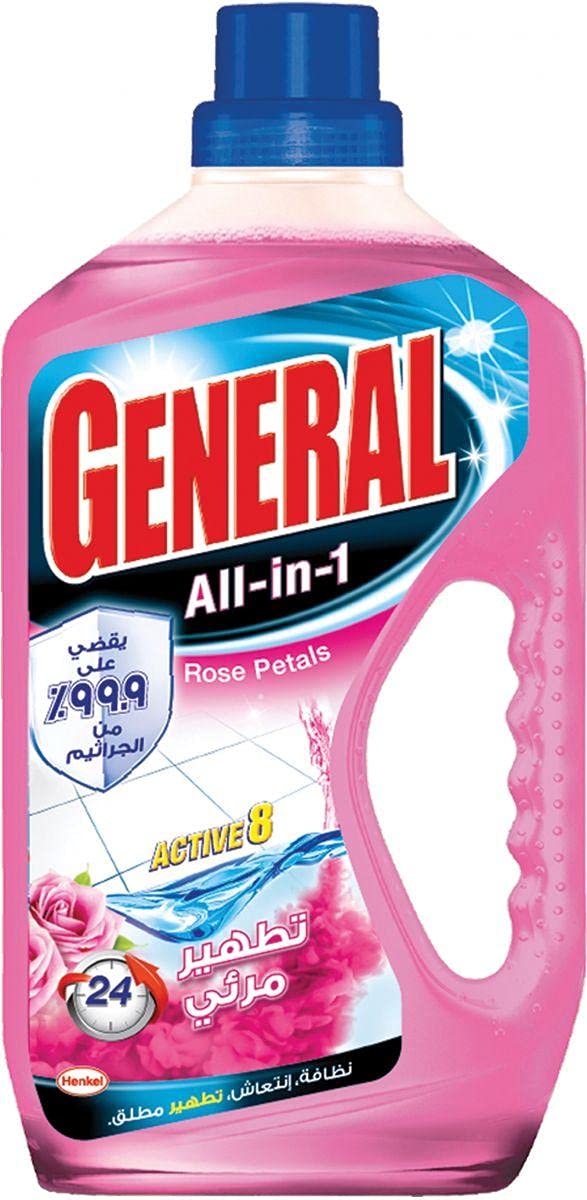 GENERAL
All-in-1
Rose Petals
يقضي
على
٪٩٩.٩
من
الجراثيم
ACTIVE 8
تطهير
مرئي
24
Henkel
نظافة، إنتعاش، تطهير مطلق.